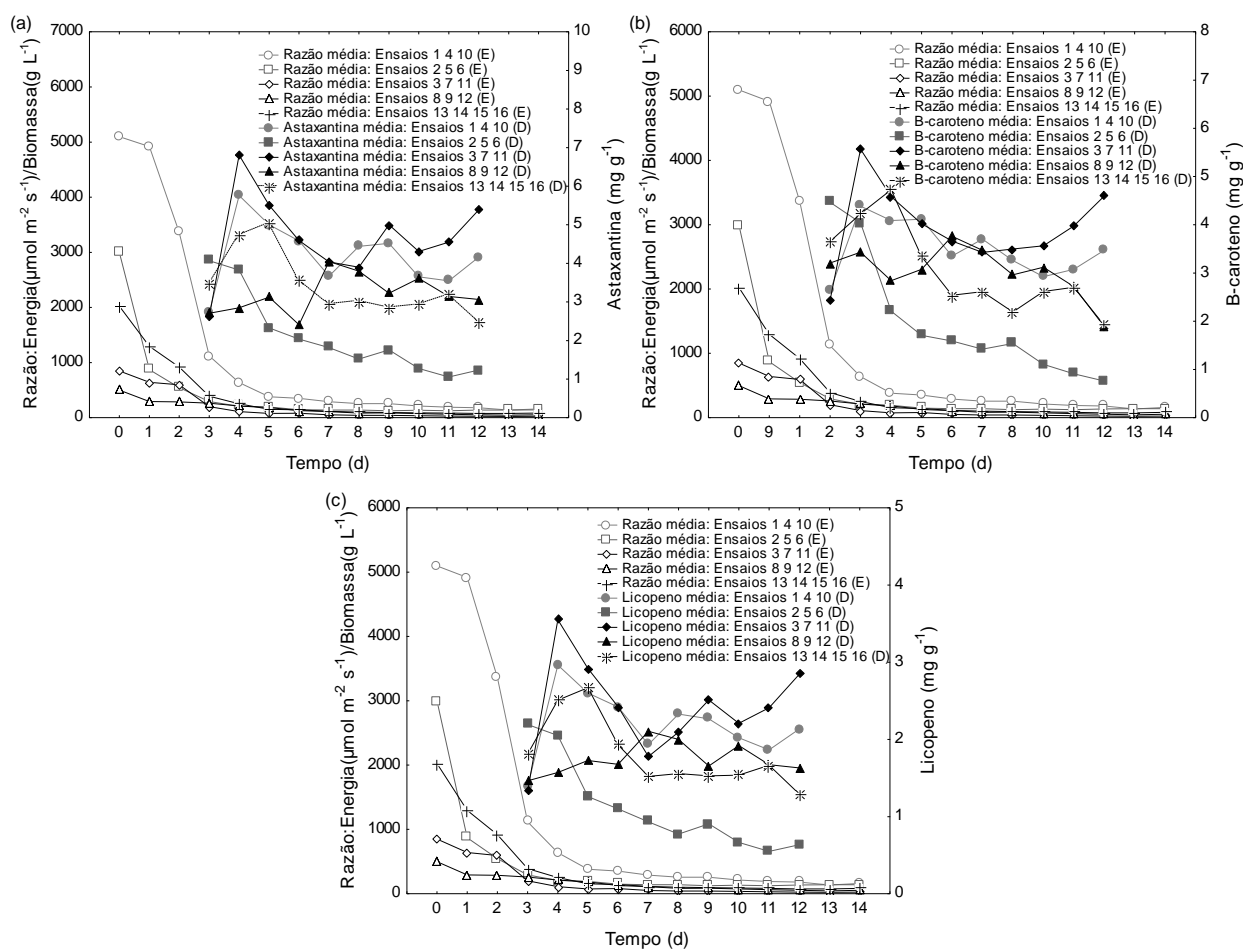 (a)
7000
6000
5000
4000
3000
2000
1000
0
Razão:Energia(μmol m⁻² s⁻¹)/Biomassa(g L⁻¹)
Razão média: Ensaios 1 4 10 (E)
Razão média: Ensaios 2 5 6 (E)
Razão média: Ensaios 3 7 11 (E)
Razão média: Ensaios 8 9 12 (E)
Razão média: Ensaios 13 14 15 16 (E)
Astaxantina média: Ensaios 1 4 10 (D)
Astaxantina média: Ensaios 2 5 6 (D)
Astaxantina média: Ensaios 3 7 11 (D)
Astaxantina média: Ensaios 8 9 12 (D)
Astaxantina média: Ensaios 13 14 15 16 (D)
10
9
8
7
6
5
4
3
2
1
0
Astaxantina (mg g⁻¹)
0 1 2 3 4 5 6 7 8 9 10 11 12 13 14
Tempo (d)
(b)
6000
5000
4000
3000
2000
1000
0
Razão:Energia(μmol m⁻² s⁻¹)/Biomassa(g L⁻¹)
Razão média: Ensaios 1 4 10 (E)
Razão média: Ensaios 2 5 6 (E)
Razão média: Ensaios 3 7 11 (E)
Razão média: Ensaios 8 9 12 (E)
Razão média: Ensaios 13 14 15 16 (E)
B-caroteno média: Ensaios 1 4 10 (D)
B-caroteno média: Ensaios 2 5 6 (D)
B-caroteno média: Ensaios 3 7 11 (D)
B-caroteno média: Ensaios 8 9 12 (D)
B-caroteno média: Ensaios 13 14 15 16 (D)
8
7
6
5
4
3
2
1
0
B-caroteno (mg g⁻¹)
0 9 1 2 3 4 5 6 7 8 10 11 12 13 14
Tempo (d)
(c)
6000
5000
4000
3000
2000
1000
0
Razão:Energia(μmol m⁻² s⁻¹)/Biomassa(g L⁻¹)
Razão média: Ensaios 1 4 10 (E)
Razão média: Ensaios 2 5 6 (E)
Razão média: Ensaios 3 7 11 (E)
Razão média: Ensaios 8 9 12 (E)
Razão média: Ensaios 13 14 15 16 (E)
Licopeno média: Ensaios 1 4 10 (D)
Licopeno média: Ensaios 2 5 6 (D)
Licopeno média: Ensaios 3 7 11 (D)
Licopeno média: Ensaios 8 9 12 (D)
Licopeno média: Ensaios 13 14 15 16 (D)
5
4
3
2
1
0
Licopeno (mg g⁻¹)
0 1 2 3 4 5 6 7 8 9 10 11 12 13 14
Tempo (d)